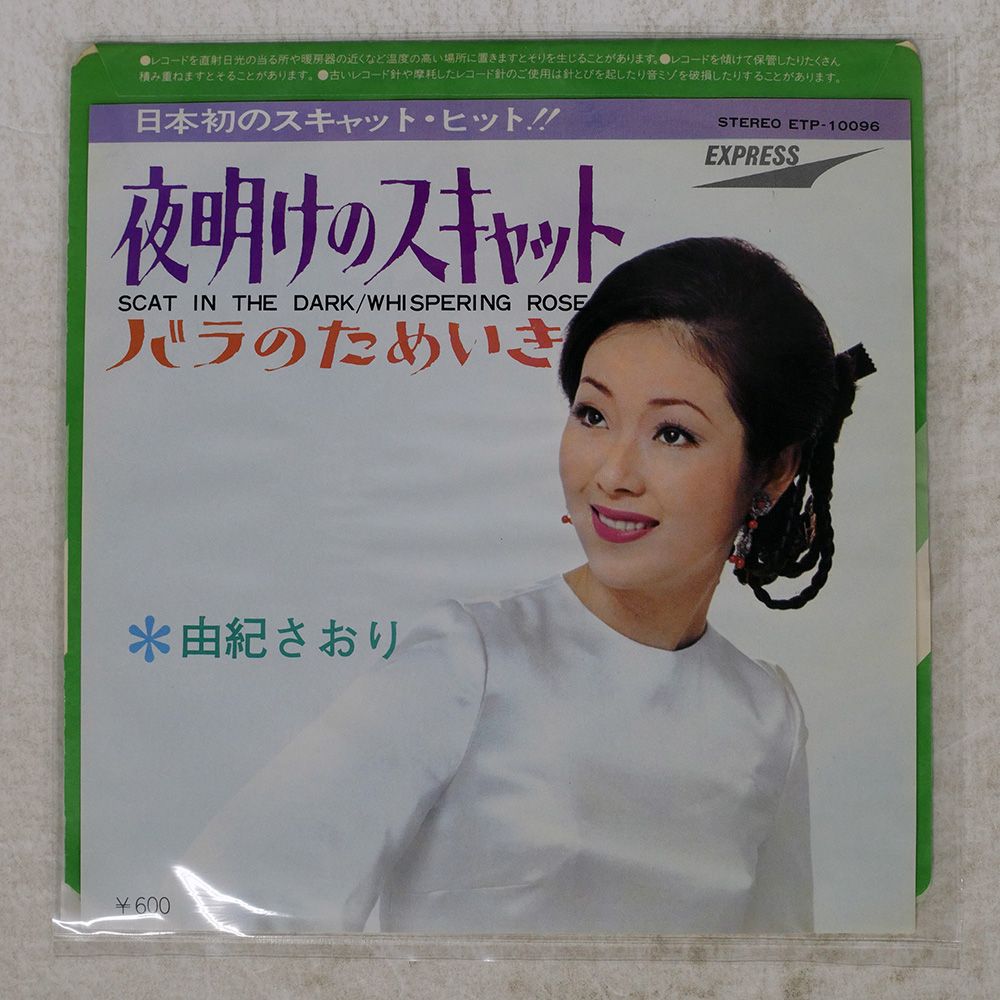 ●レコードを直射日光の当る所や暖房器の近くなど温度の高い場所に置きますとそりを生じることがあります。●レコードを傾けて保管したりたくさん
積み重ねますとそることがあります。●古いレコード針や摩耗したレコード針のご使用は針とびを起したり音ミゾを破損したりすることがあります。
日本初のスキャット・ヒット!!
STEREO ETP-10096
EXPRESS
夜明けのスキャット
SCAT IN THE DARK/WHISPERING ROSE
バラのためいき
＊由紀さおり
￥600